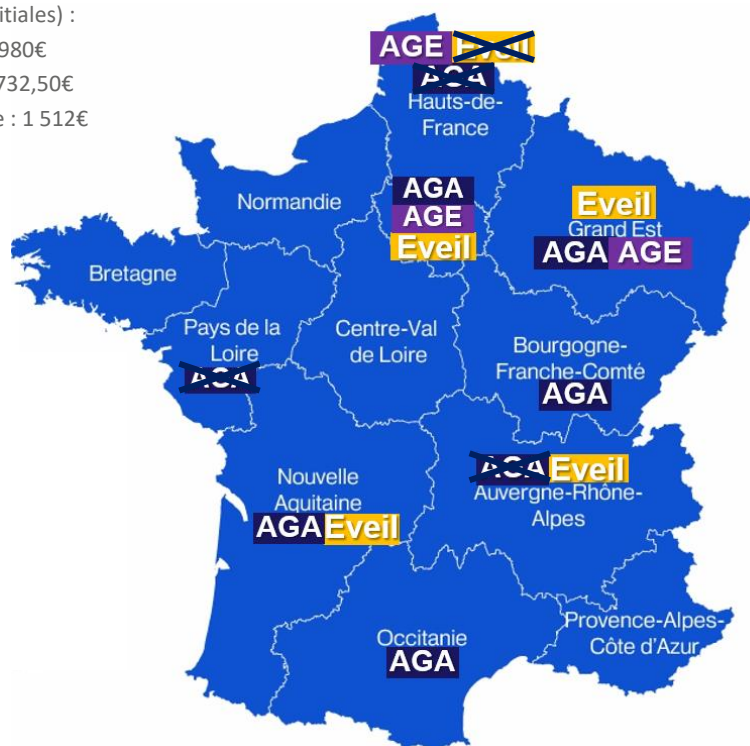 itiales) :
980€
732,50€
e : 1 512€
AGE Eveil
AGA
Hauts-de-
France
Normandie
AGA
AGE
Eveil
Eveil
Grand Est
AGA AGE
Bretagne
Pays de la
Loire
AGA
Centre-Val
de Loire
Bourgogne-
Franche-Comté
AGA
AGA Eveil
Auvergne-Rhône-
Alpes
Nouvelle
Aquitaine
AGA Eveil
Occitanie
AGA
Provence-Alpes-
Côte d'Azur